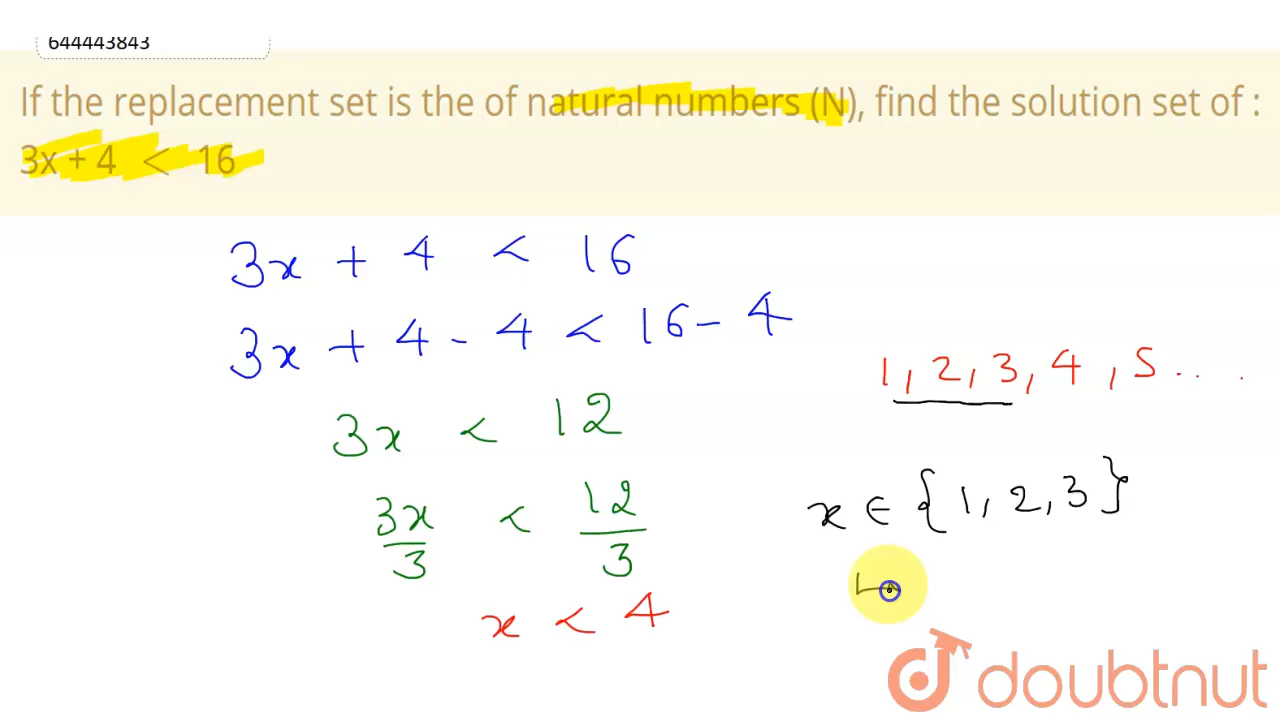 644443843
If the replacement set is the of natural numbers (N), find the solution set of :
3x + 4 < 16
3x + 4 < 16
3x + 4 - 4 < 16 - 4
1, 2, 3, 4, 5 ... .
3x < 12
3x/3 < 12/3
x ∈ {1, 2, 3}
x < 4
doubtnut